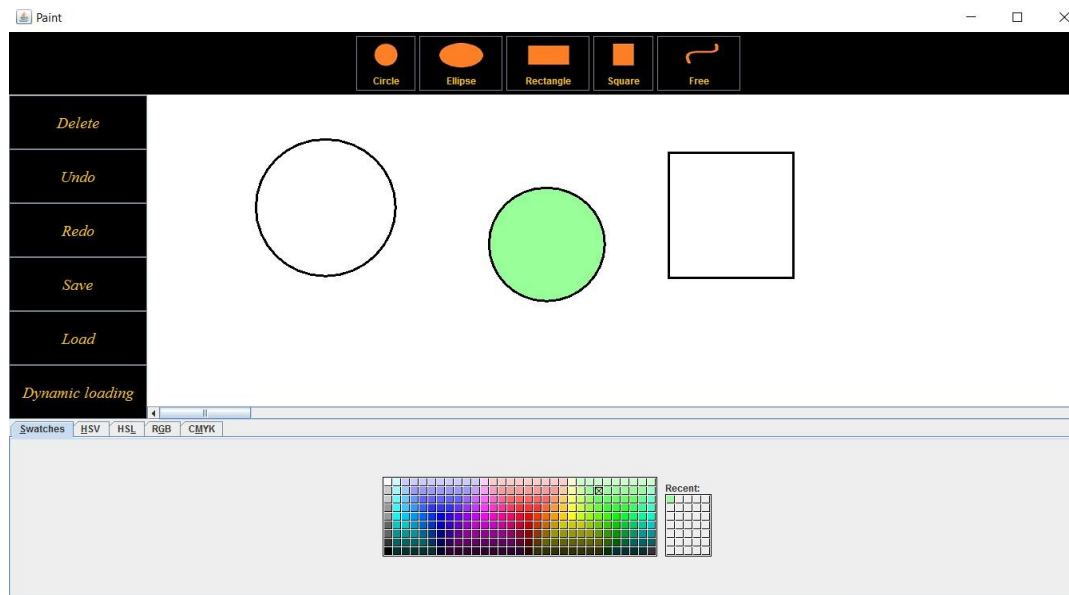 Paint
Circle Ellipse Rectangle Square Free
Delete
Undo
Redo
Save
Load
Dynamic loading
Swatches HSV HSL RGB CMYK
Recent: